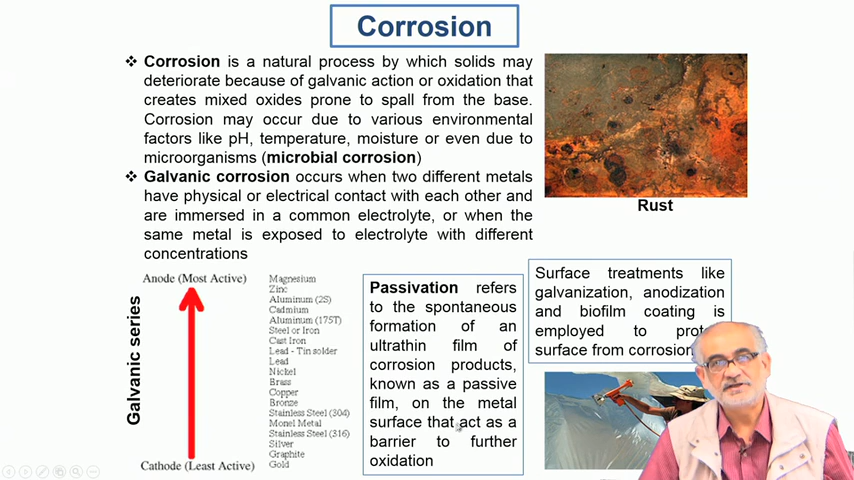 Corrosion
❖ Corrosion is a natural process by which solids may
deteriorate because of galvanic action or oxidation that
creates mixed oxides prone to spall from the base.
Corrosion may occur due to various environmental
factors like pH, temperature, moisture or even due to
microorganisms (microbial corrosion)
❖ Galvanic corrosion occurs when two different metals
have physical or electrical contact with each other and
are immersed in a common electrolyte, or when the
same metal is exposed to electrolyte with different
concentrations
Rust
Galvanic series
Anode (Most Active)
Cathode (Least Active)
Magnesium
Zinc
Aluminum (2S)
Cadmium
Aluminum (175T)
Steel or Iron
Cast Iron
Lead - Tin solder
Lead
Nickel
Brass
Copper
Bronze
Stainless Steel (304)
Monel Metal
Stainless Steel (316)
Silver
Graphite
Gold
Passivation refers
to the spontaneous
formation of an
ultrathin film of
corrosion products,
known as a passive
film, on the metal
surface that act as a
barrier to further
oxidation
Surface treatments like
galvanization, anodization
and biofilm coating is
employed to
surface from corrosion